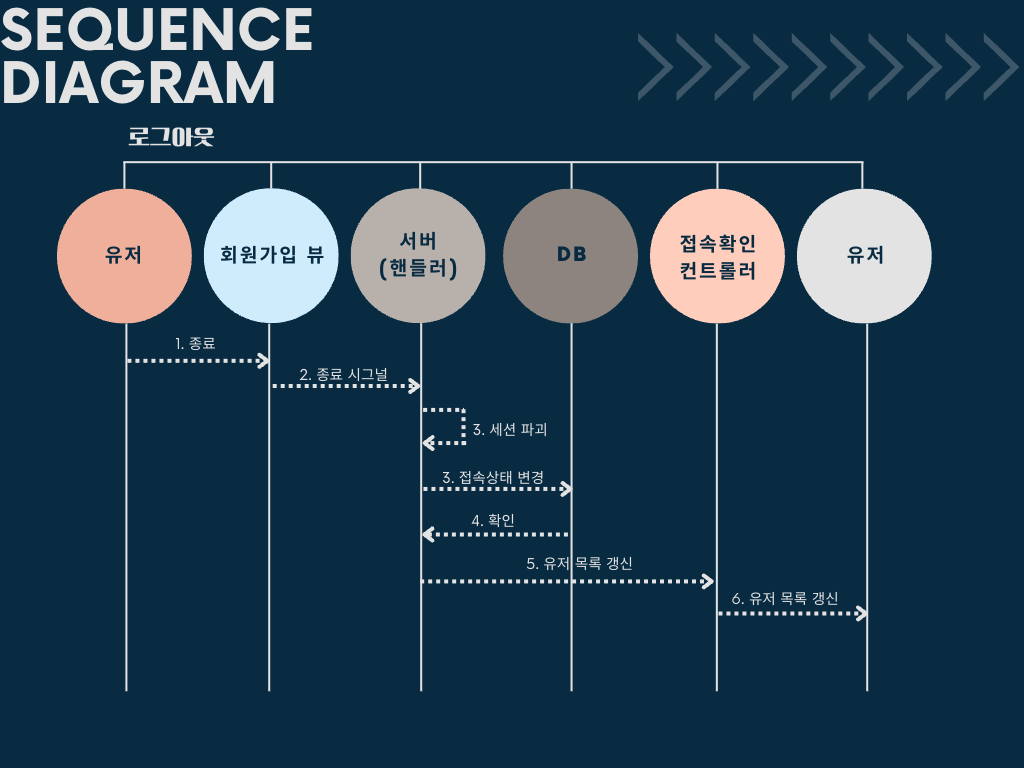 SEQUENCE
DIAGRAM
로그아웃
유저
회원가입 뷰
서버
(핸들러)
DB
접속확인
컨트롤러
유저
1. 종료
2. 종료 시그널
3. 세션 파괴
3. 접속상태 변경
4. 확인
5. 유저 목록 갱신
6. 유저 목록 갱신